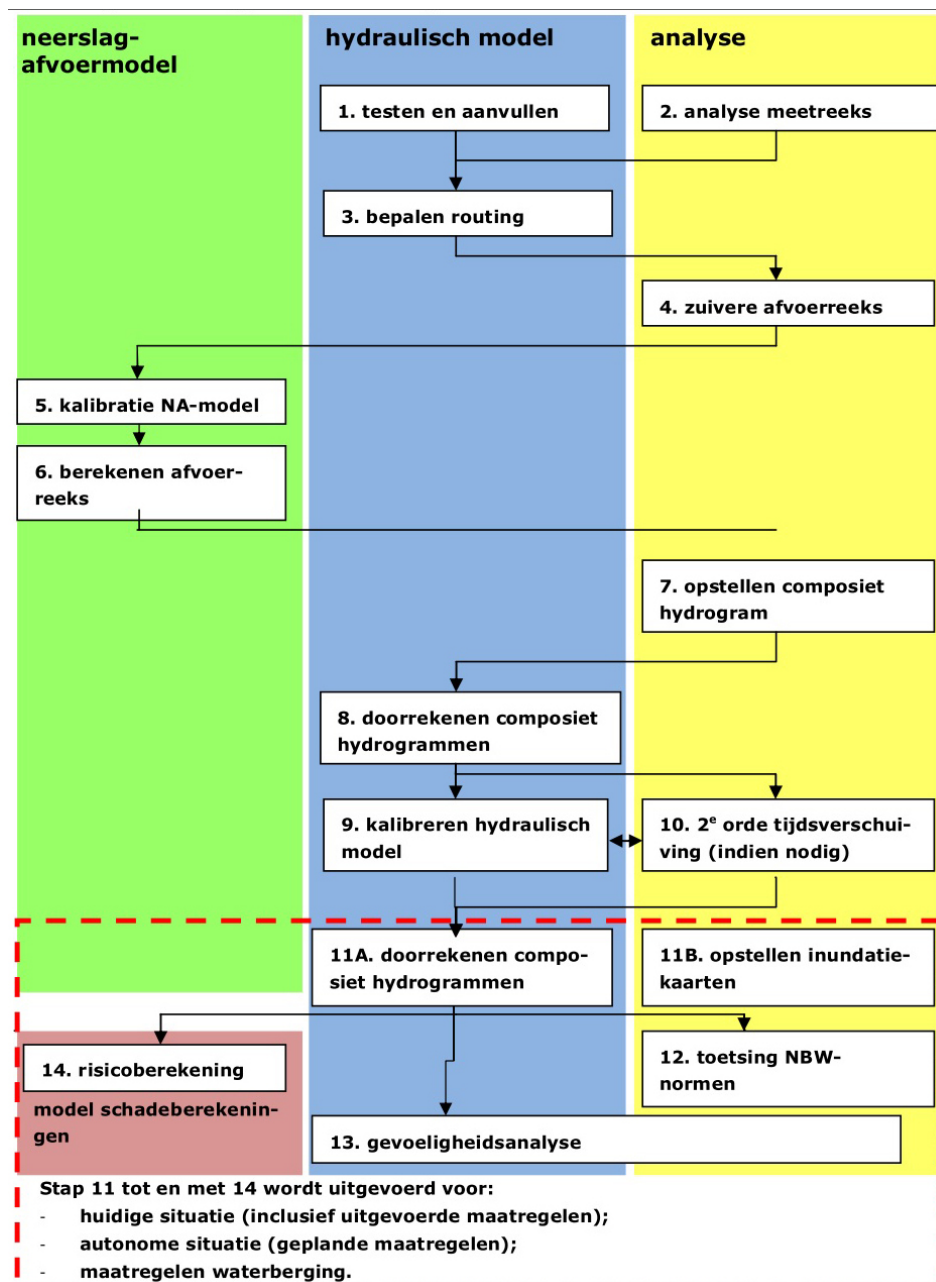 neerslag-
afvoermodel
hydraulisch model
analyse
1. testen en aanvullen
2. analyse meetreeks
3. bepalen routing
4. zuivere afvoerreeks
5. kalibratie NA-model
6. berekenen afvoer-
reeks
7. opstellen composiet
hydrogram
8. doorrekenen composiet
hydrogrammen
9. kalibreren hydraulisch
model
10. 2e orde tijdsverschui-
ving (indien nodig)
11A. doorrekenen compo-
siet hydrogrammen
11B. opstellen inundatie-
kaarten
14. risicoberekening
12. toetsing NBW-
normen
model schadeberekenin-
gen
13. gevoeligheidsanalyse
Stap 11 tot en met 14 wordt uitgevoerd voor:
- huidige situatie (inclusief uitgevoerde maatregelen);
- autonome situatie (geplande maatregelen);
- maatregelen waterberging.